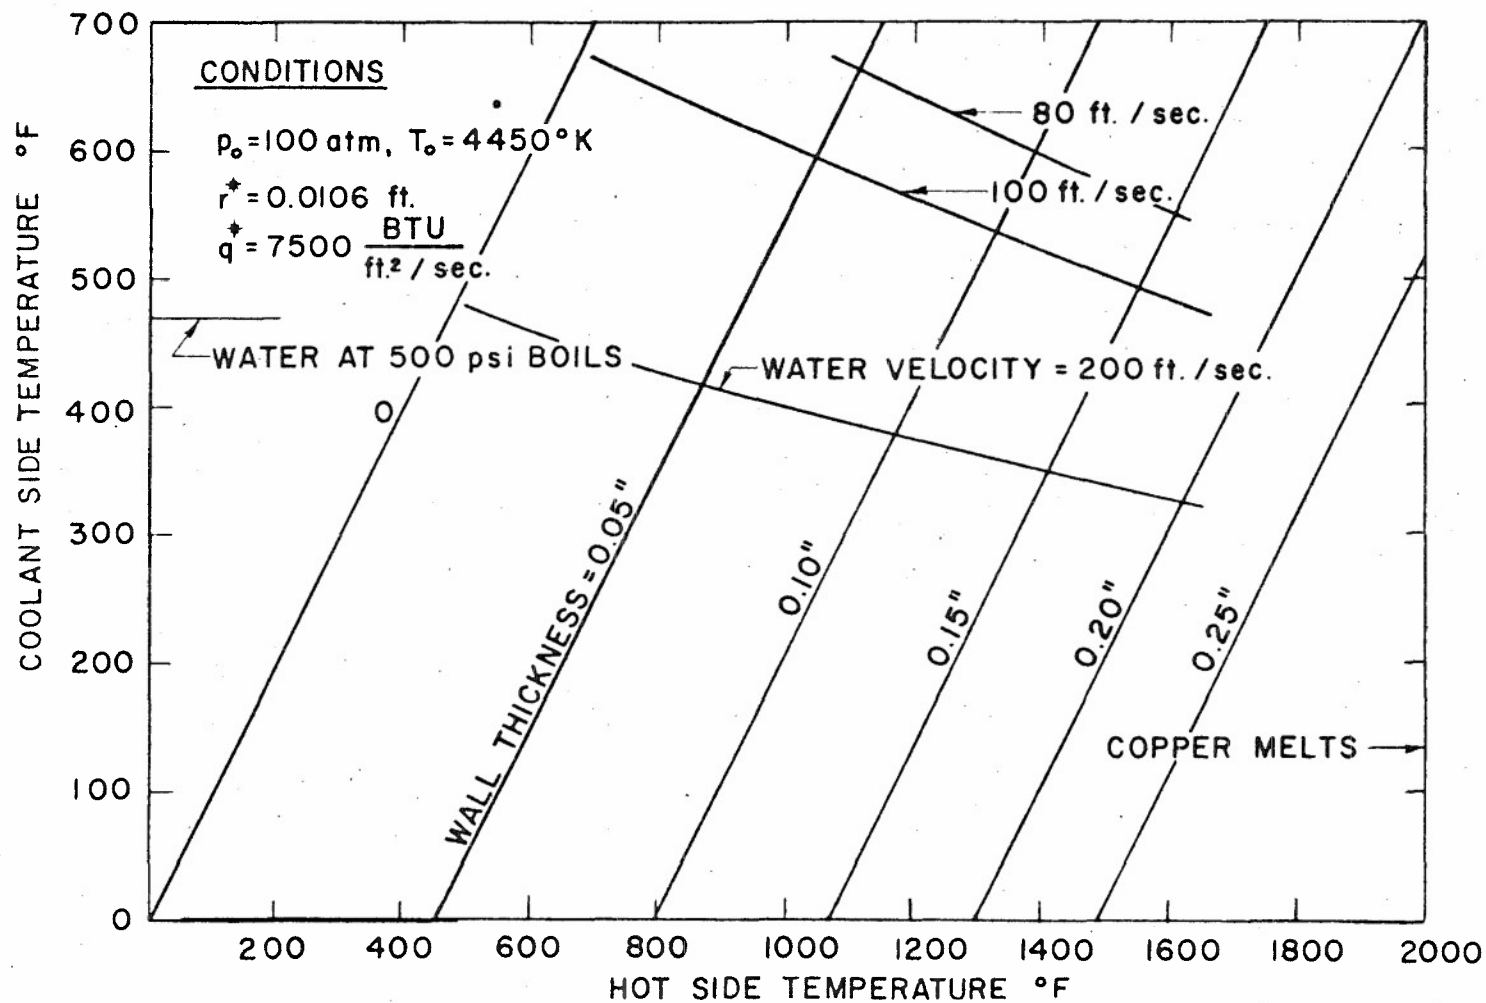 700
600
500
400
300
200
100
0
COOLANT SIDE TEMPERATURE °F
CONDITIONS
p₀ = 100 atm, T₀ = 4450°K
r* = 0.0106 ft.
q* = 7500 BTU
ft.² / sec.
80 ft. / sec.
100 ft. / sec.
WATER AT 500 psi BOILS
WATER VELOCITY = 200 ft. / sec.
0
WALL THICKNESS = 0.05"
0.10"
0.15"
0.20"
0.25"
COPPER MELTS
200
400
600
800
1000
1200
1400
1600
1800
2000
HOT SIDE TEMPERATURE °F